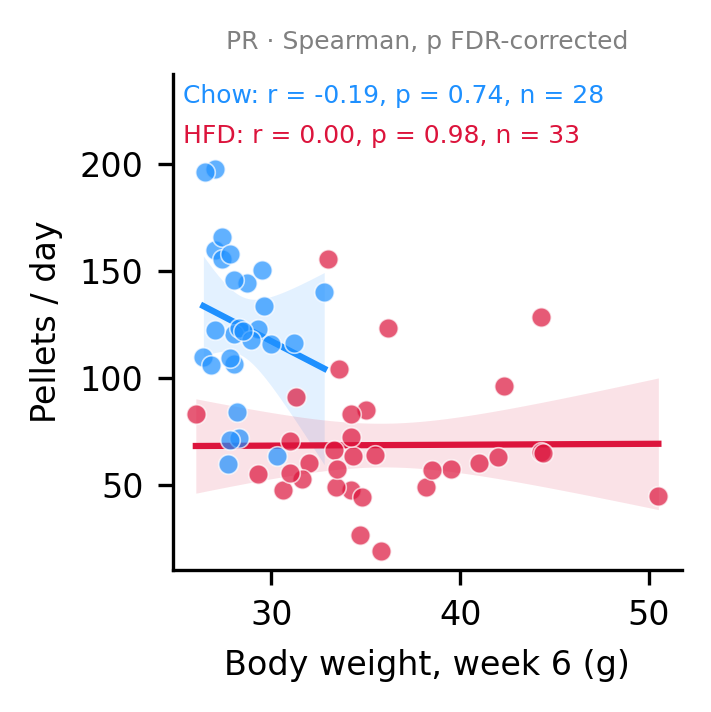 PR · Spearman, p FDR-corrected
Chow: r = -0.19, p = 0.74, n = 28
HFD: r = 0.00, p = 0.98, n = 33
200
150
100
50
Pellets / day
30 40 50
Body weight, week 6 (g)